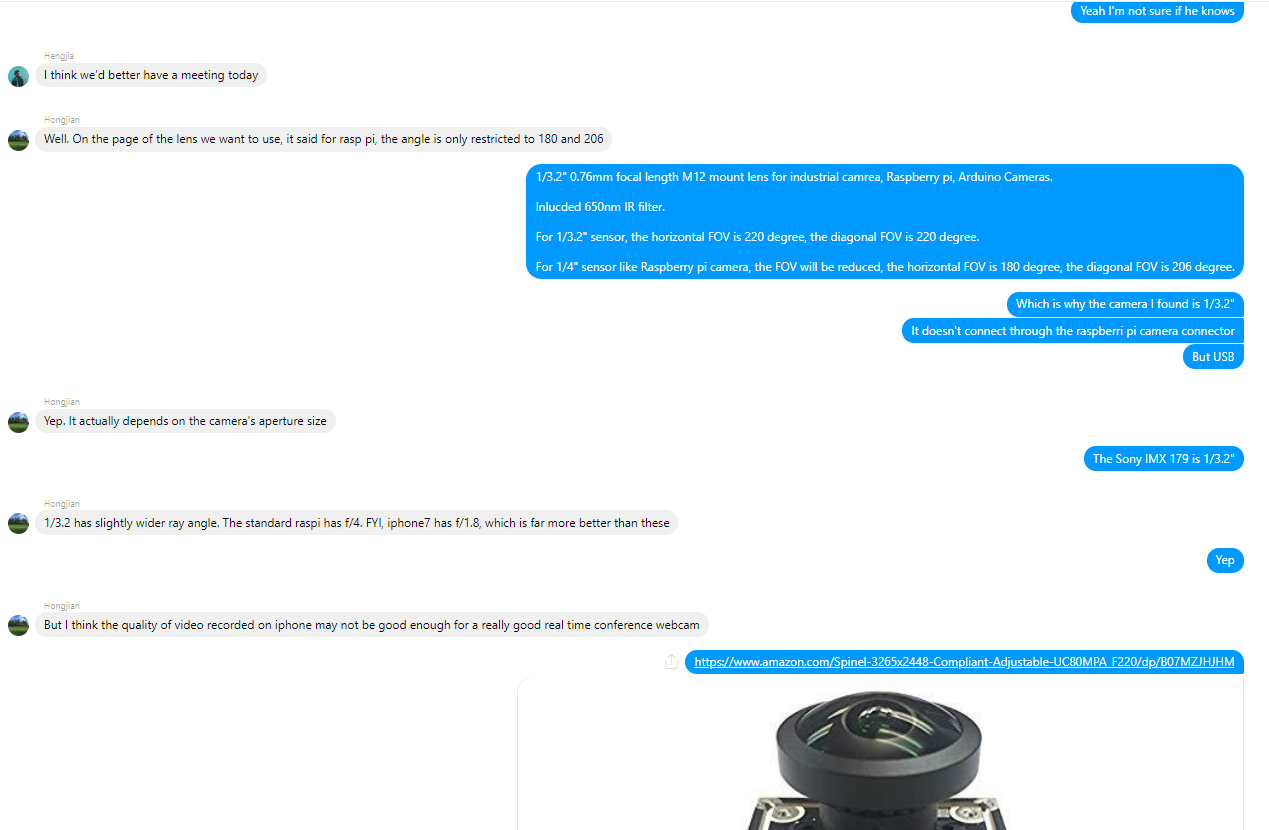 Yeah I'm not sure if he knows
Hengjia
I think we'd better have a meeting today
Hongjian
Well. On the page of the lens we want to use, it said for rasp pi, the angle is only restricted to 180 and 206
1/3.2" 0.76mm focal length M12 mount lens for industrial camrea, Raspberry pi, Arduino Cameras.
Inlucded 650nm IR filter.
For 1/3.2" sensor, the horizontal FOV is 220 degree, the diagonal FOV is 220 degree.
For 1/4" sensor like Raspberry pi camera, the FOV will be reduced, the horizontal FOV is 180 degree, the diagonal FOV is 206 degree.
Which is why the camera I found is 1/3.2"
It doesn't connect through the raspberri pi camera connector
But USB
Hongjian
Yep. It actually depends on the camera's aperture size
The Sony IMX 179 is 1/3.2"
Hongjian
1/3.2 has slightly wider ray angle. The standard raspi has f/4. FYI, iphone7 has f/1.8, which is far more better than these
Yep
Hongjian
But I think the quality of video recorded on iphone may not be good enough for a really good real time conference webcam
https://www.amazon.com/Spinel-3265x2448-Compliant-Adjustable-UC80MPA_F220/dp/B07MZJHJHM